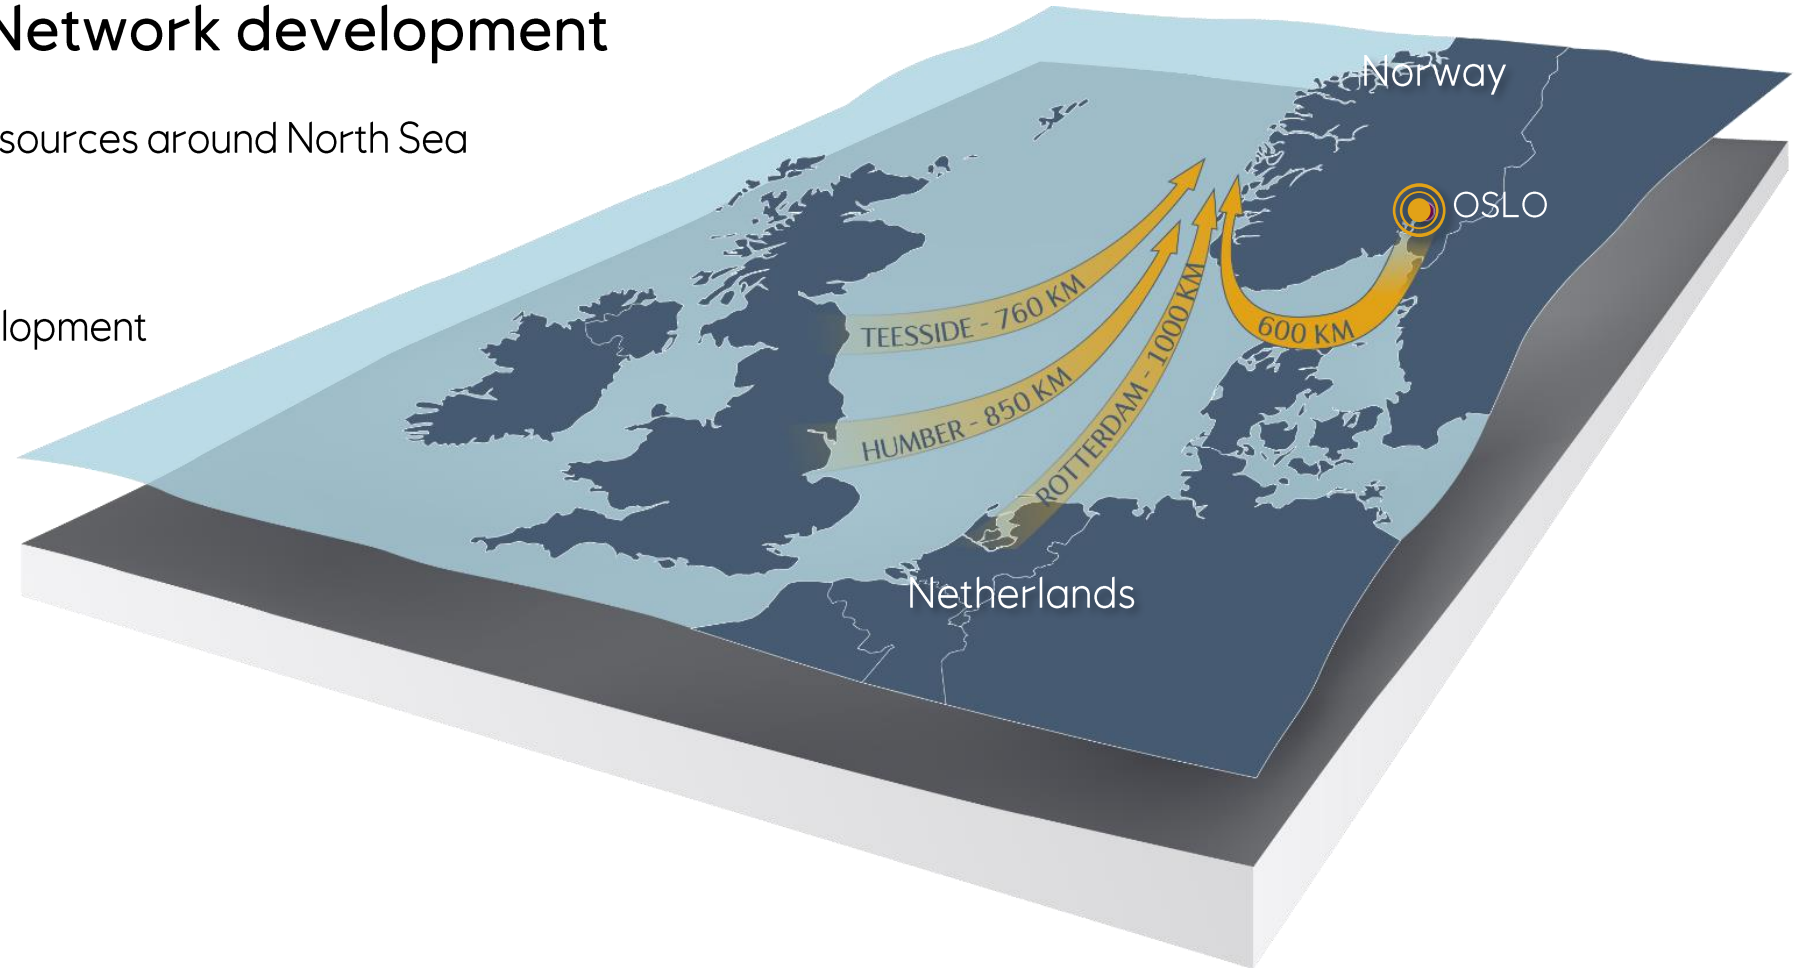 Network development
sources around North Sea
lopment
Norway
OSLO
TEESSIDE - 760 KM
600 KM
HUMBER - 850 KM
ROTTERDAM - 1000 KM
Netherlands